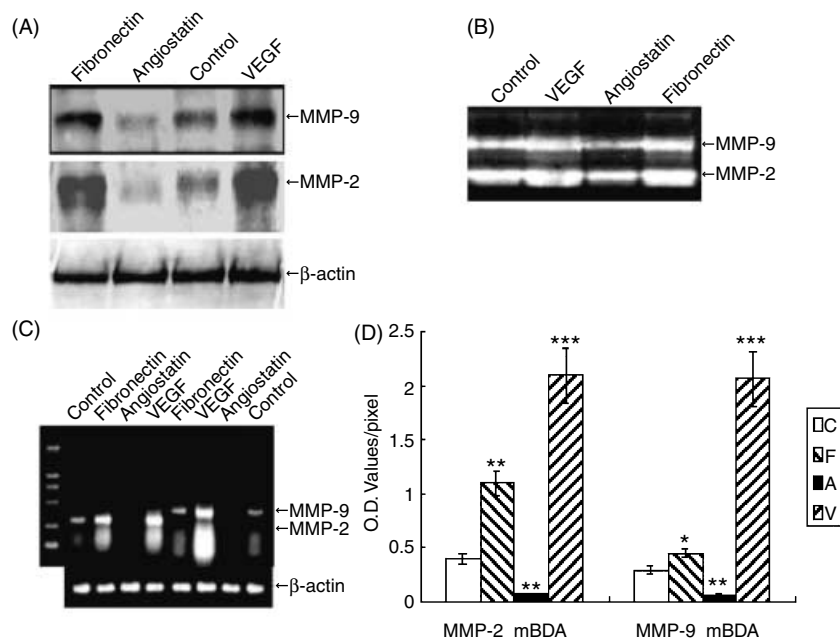 (A)
Fibronectin
Angiostatin
Control
VEGF
←MMP-9
←MMP-2
←β-actin
(B)
Control
VEGF
Angiostatin
Fibronectin
←MMP-9
←MMP-2
(C)
Control
Fibronectin
Angiostatin
VEGF
Fibronectin
VEGF
Angiostatin
Control
←MMP-9
←MMP-2
←β-actin
(D)
O.D. Values/pixel
2.5
2
1.5
1
0.5
0
**
**
***
*
**
***
MMP-2 mBDA
MMP-9 mBDA
C
F
A
V